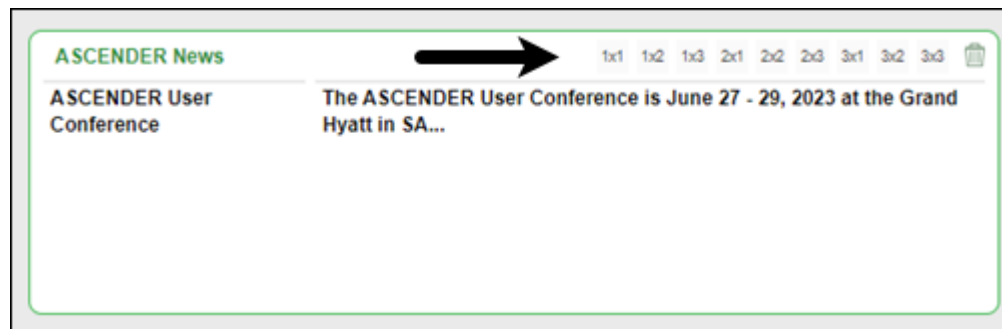 ASCENDER News 1x1 1x2 1x3 2x1 2x2 2x3 3x1 3x2 3x3
ASCENDER User
Conference
The ASCENDER User Conference is June 27 - 29, 2023 at the Grand
Hyatt in SA...